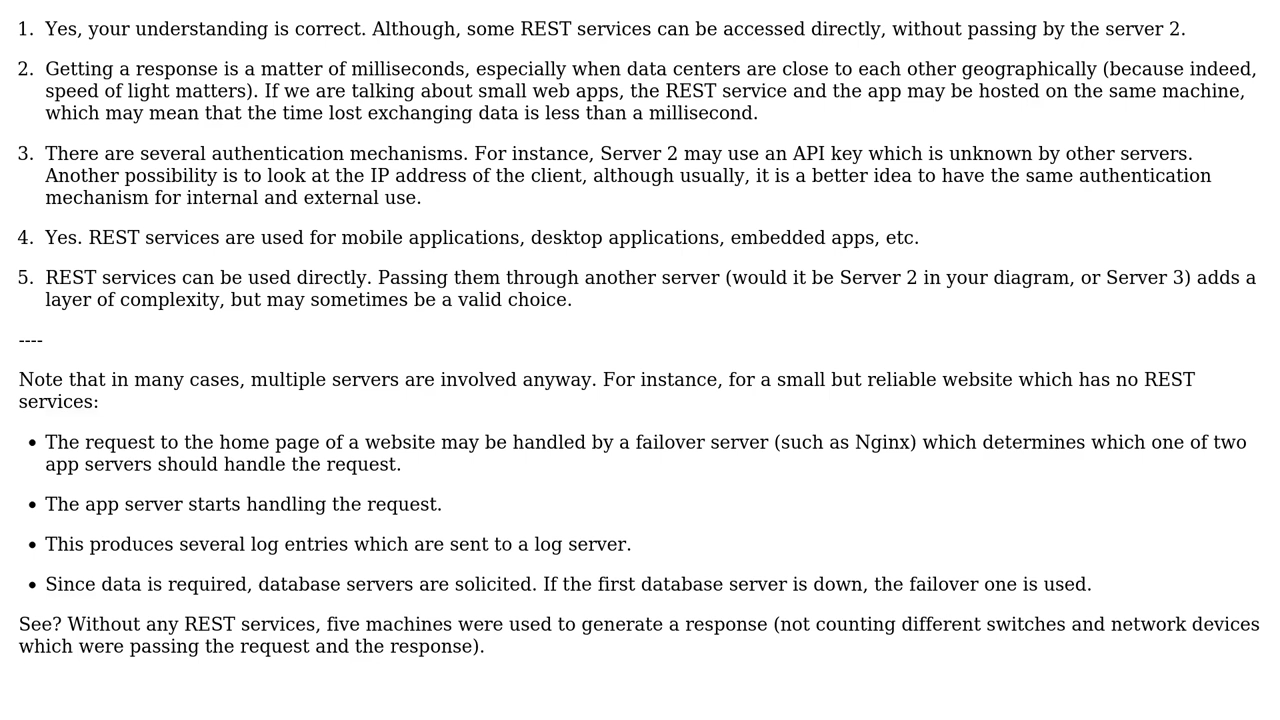 1. Yes, your understanding is correct. Although, some REST services can be accessed directly, without passing by the server 2.
2. Getting a response is a matter of milliseconds, especially when data centers are close to each other geographically (because indeed,
speed of light matters). If we are talking about small web apps, the REST service and the app may be hosted on the same machine,
which may mean that the time lost exchanging data is less than a millisecond.
3. There are several authentication mechanisms. For instance, Server 2 may use an API key which is unknown by other servers.
Another possibility is to look at the IP address of the client, although usually, it is a better idea to have the same authentication
mechanism for internal and external use.
4. Yes. REST services are used for mobile applications, desktop applications, embedded apps, etc.
5. REST services can be used directly. Passing them through another server (would it be Server 2 in your diagram, or Server 3) adds a
layer of complexity, but may sometimes be a valid choice.
----
Note that in many cases, multiple servers are involved anyway. For instance, for a small but reliable website which has no REST
services:
• The request to the home page of a website may be handled by a failover server (such as Nginx) which determines which one of two
app servers should handle the request.
• The app server starts handling the request.
• This produces several log entries which are sent to a log server.
• Since data is required, database servers are solicited. If the first database server is down, the failover one is used.
See? Without any REST services, five machines were used to generate a response (not counting different switches and network devices
which were passing the request and the response).